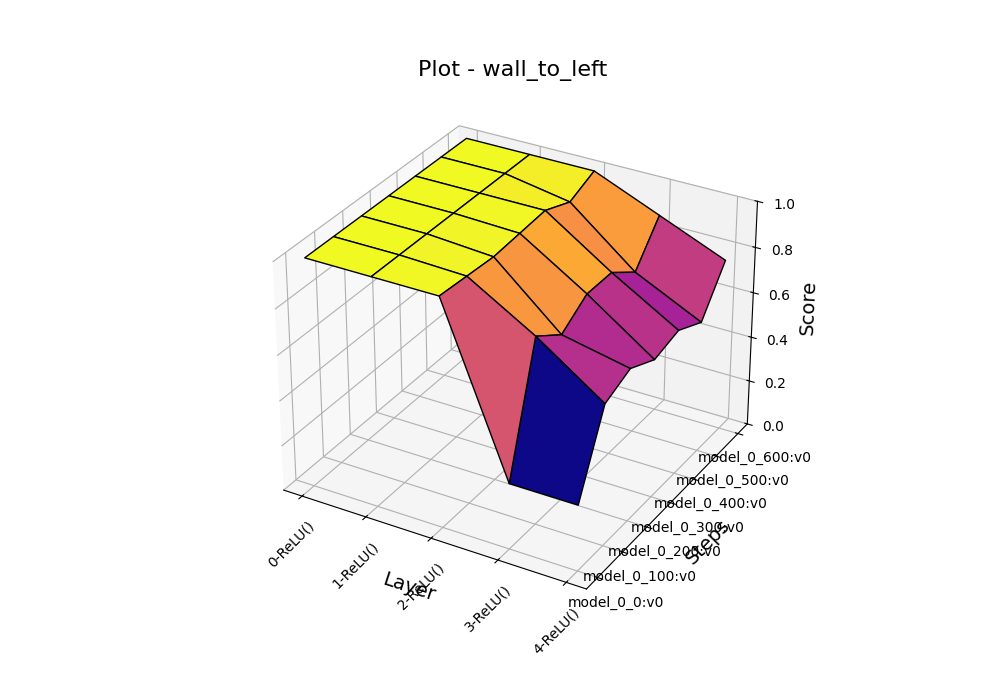 Plot - wall_to_left
1.0
0.8
0.6
0.4
0.2
0.0
Score
model_0_600:v0
model_0_500:v0
model_0_400:v0
model_0_300:v0
model_0_200:v0
model_0_100:v0
model_0_0:v0
Steps
0-ReLU()
1-ReLU()
2-ReLU()
3-ReLU()
4-ReLU()
Layer